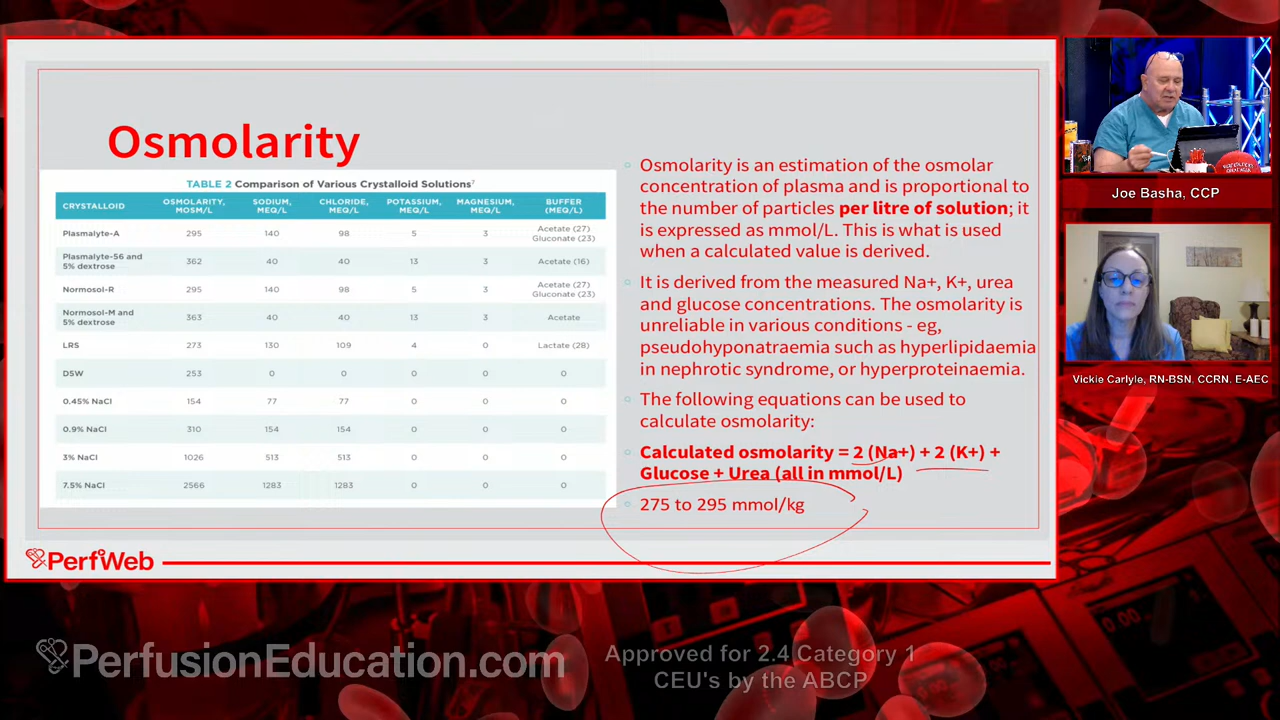 Osmolarity
TABLE 2 Comparison of Various Crystalloid Solutions7
CRYSTALLOID OSMOLARITY, MOSM/L SODIUM, MEQ/L CHLORIDE, MEQ/L POTASSIUM, MEQ/L MAGNESIUM, MEQ/L BUFFER (MEQ/L)
Plasmalyte-A 295 140 98 5 3 Acetate (27) Gluconate (23)
Plasmalyte-56 and 5% dextrose 362 40 40 13 3 Acetate (16)
Normosol-R 295 140 98 5 3 Acetate (27) Gluconate (23)
Normosol-M and 5% dextrose 363 40 40 13 3 Acetate
LRS 273 130 109 4 0 Lactate (28)
D5W 253 0 0 0 0 0
0.45% NaCl 154 77 77 0 0 0
0.9% NaCl 310 154 154 0 0 0
3% NaCl 1026 513 513 0 0 0
7.5% NaCl 2566 1283 1283 0 0 0
Osmolarity is an estimation of the osmolar
concentration of plasma and is proportional to
the number of particles per litre of solution; it
is expressed as mmol/L. This is what is used
when a calculated value is derived.
It is derived from the measured Na+, K+, urea
and glucose concentrations. The osmolarity is
unreliable in various conditions - eg,
pseudohyponatraemia such as hyperlipidaemia
in nephrotic syndrome, or hyperproteinaemia.
The following equations can be used to
calculate osmolarity:
Calculated osmolarity = 2 (Na+) + 2 (K+) +
Glucose + Urea (all in mmol/L)
275 to 295 mmol/kg
PerfWeb
Joe Basha, CCP
Vickie Carlyle, RN-BSN, CCRN, E-AEC
PerfusionEducation.com
Approved for 2.4 Category 1
CEU's by the ABCP